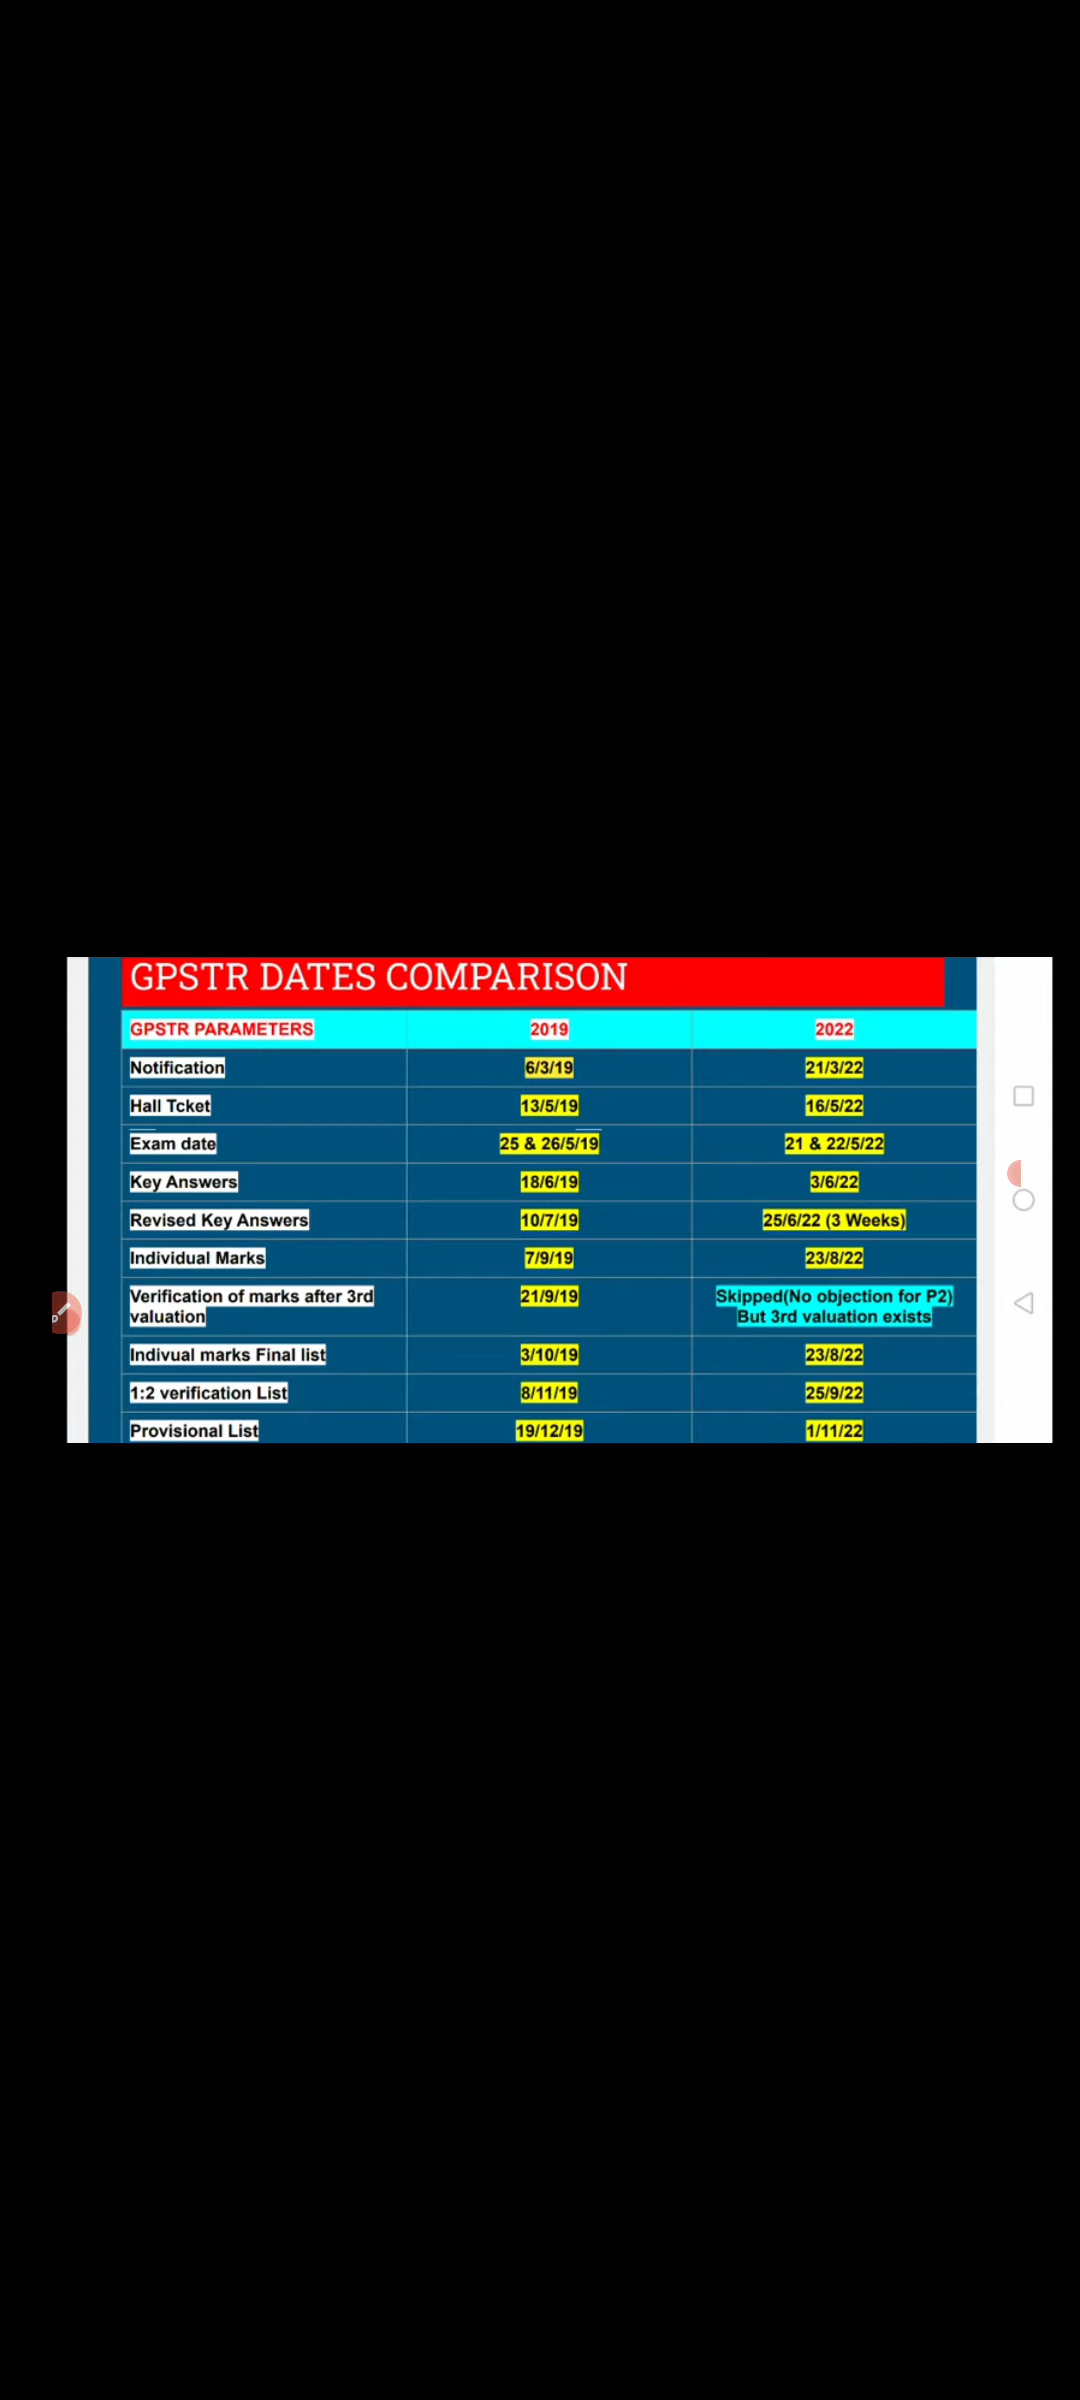 GPSTR DATES COMPARISON
GPSTR PARAMETERS 2019 2022
Notification 6/3/19 21/3/22
Hall Tcket 13/5/19 16/5/22
Exam date 25 & 26/5/19 21 & 22/5/22
Key Answers 18/6/19 3/6/22
Revised Key Answers 10/7/19 25/6/22 (3 Weeks)
Individual Marks 7/9/19 23/8/22
Verification of marks after 3rd 21/9/19 Skipped(No objection for P2)
valuation But 3rd valuation exists
Indivual marks Final list 3/10/19 23/8/22
1:2 verification List 8/11/19 25/9/22
Provisional List 19/12/19 1/11/22